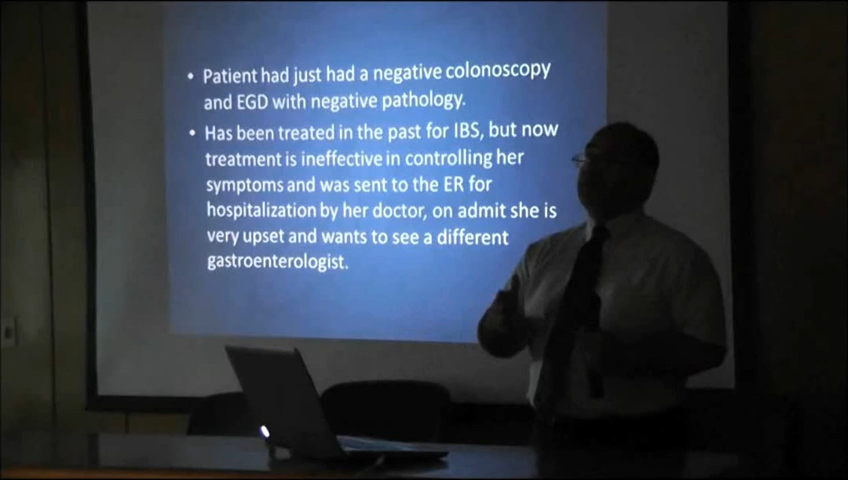 • Patient had just had a negative colonoscopy
and EGD with negative pathology.
• Has been treated in the past for IBS, but now
treatment is ineffective in controlling her
symptoms and was sent to the ER for
hospitalization by her doctor, on admit she is
very upset and wants to see a different
gastroenterologist.